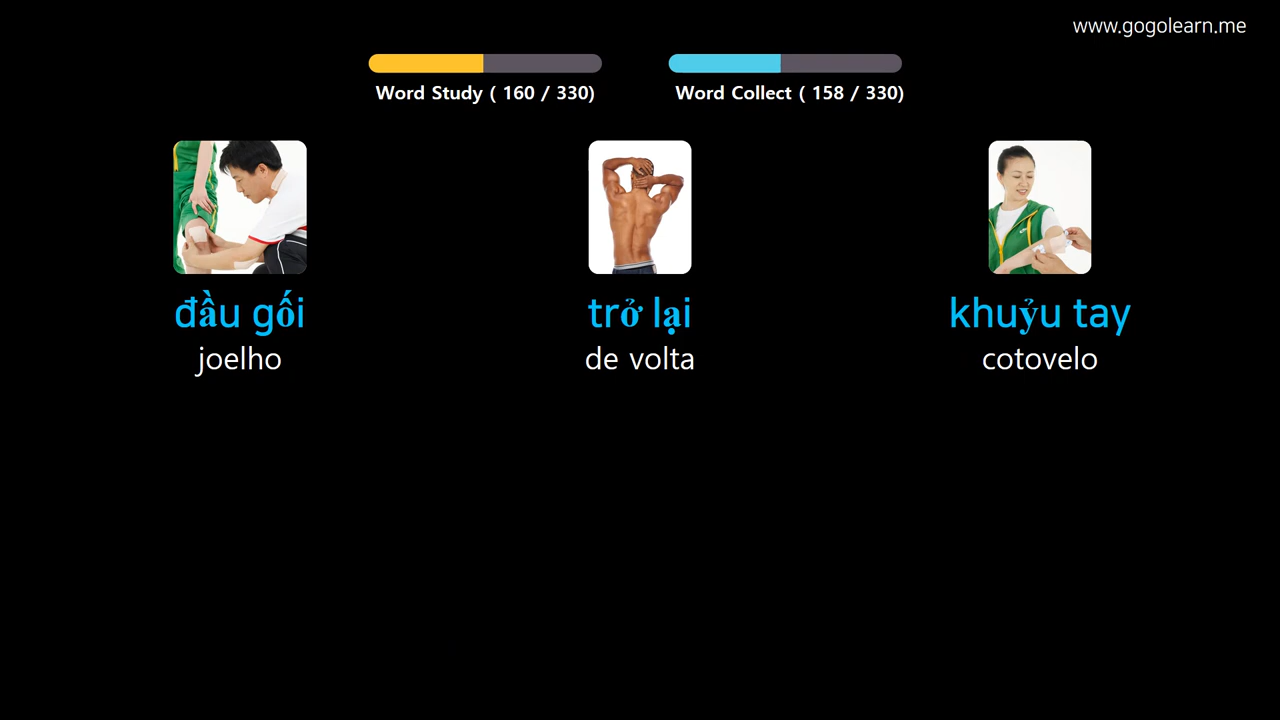 www.gogolearn.me
Word Study ( 160 / 330)
Word Collect ( 158 / 330)
đầu gối
trở lại
khuỷu tay
joelho
de volta
cotovelo